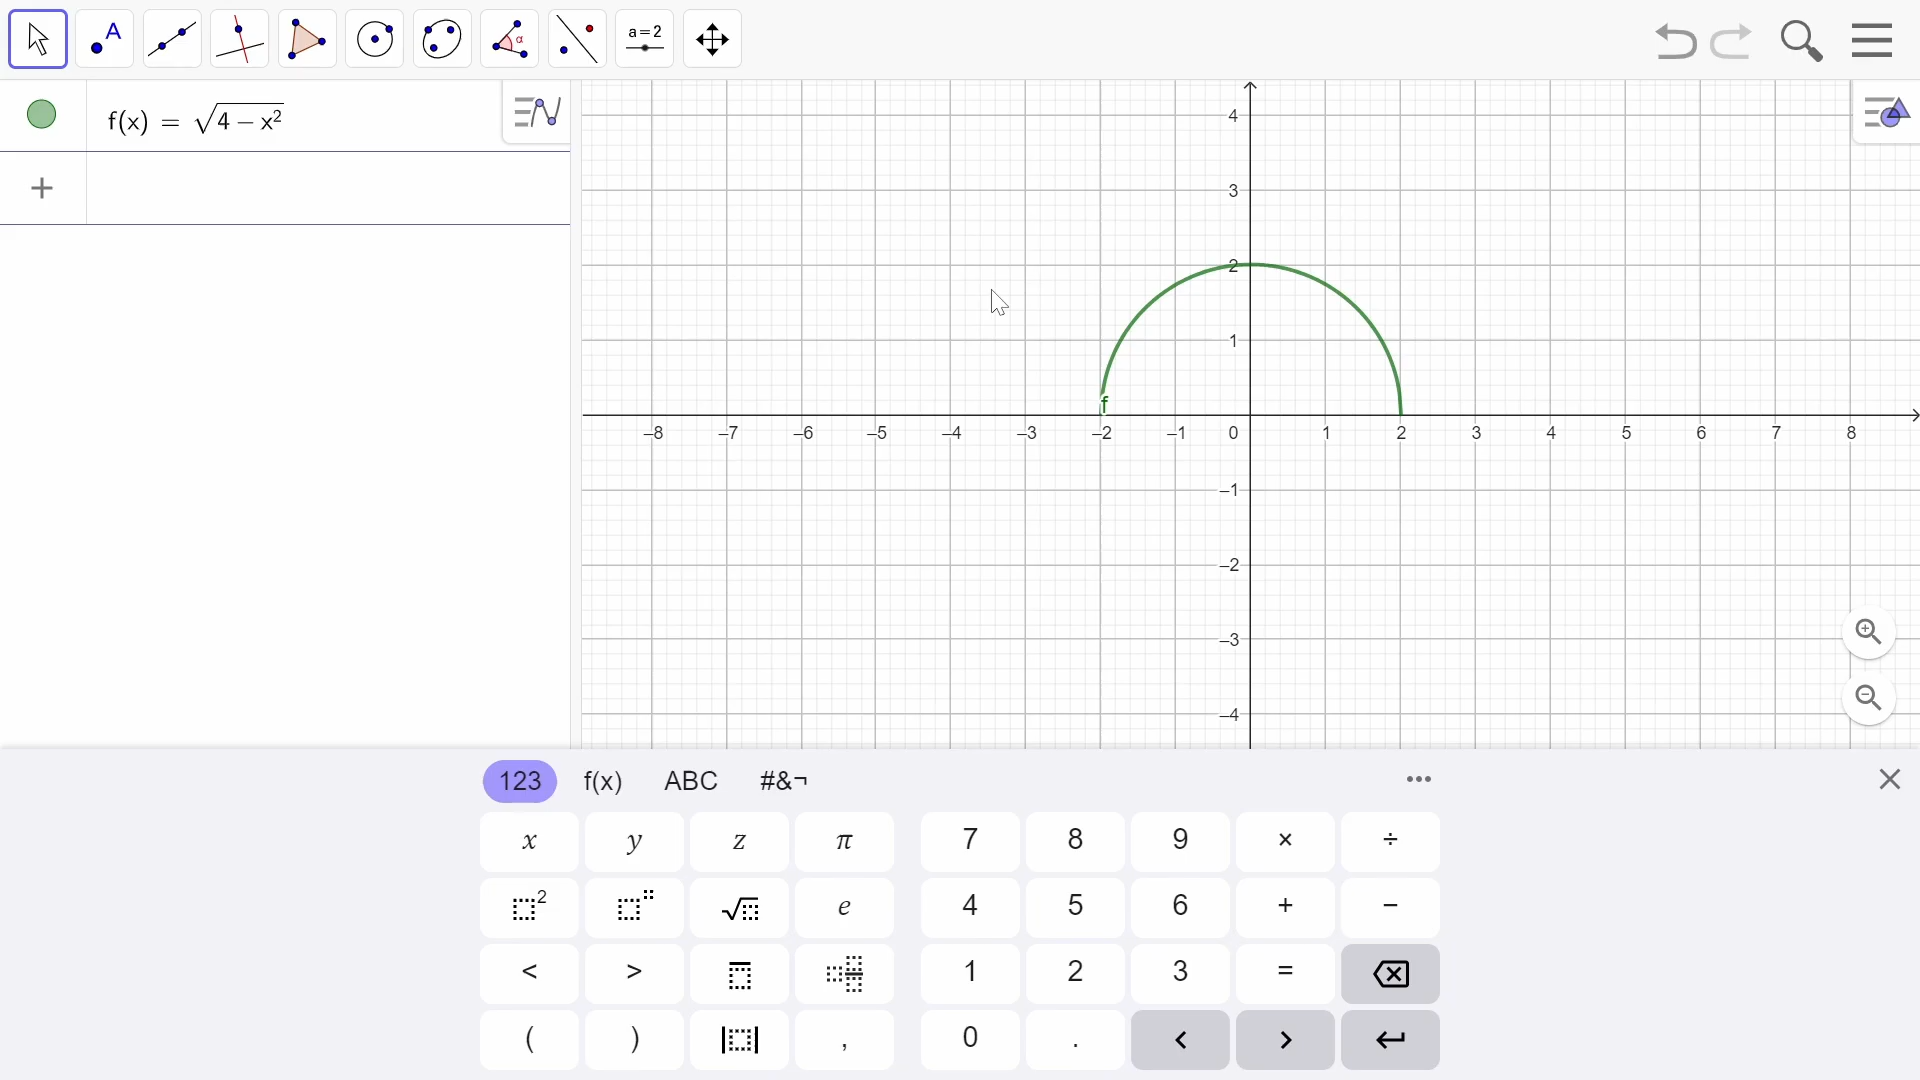 A
α
a=2
f(x) = √4 – x²
4
3
2
1
f
–8 –7 –6 –5 –4 –3 –2 –1 0 1 2 3 4 5 6 7 8
–1
–2
–3
–4
123 f(x) ABC #&¬ •••
x y z π 7 8 9 × ÷
2 √ e 4 5 6 + −
< > 1 2 3 =
( ) | | , 0 . < >